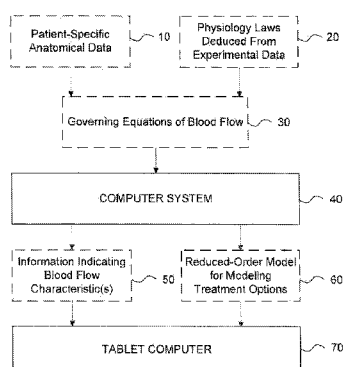 Patient-Specific
Anatomical Data
10
Physiology Laws
Deduced From
Experimental Data
20
Governing Equations of Blood Flow
30
COMPUTER SYSTEM
40
Information Indicating
Blood Flow
Characteristic(s)
50
Reduced-Order Model
for Modeling
Treatment Options
60
TABLET COMPUTER
70